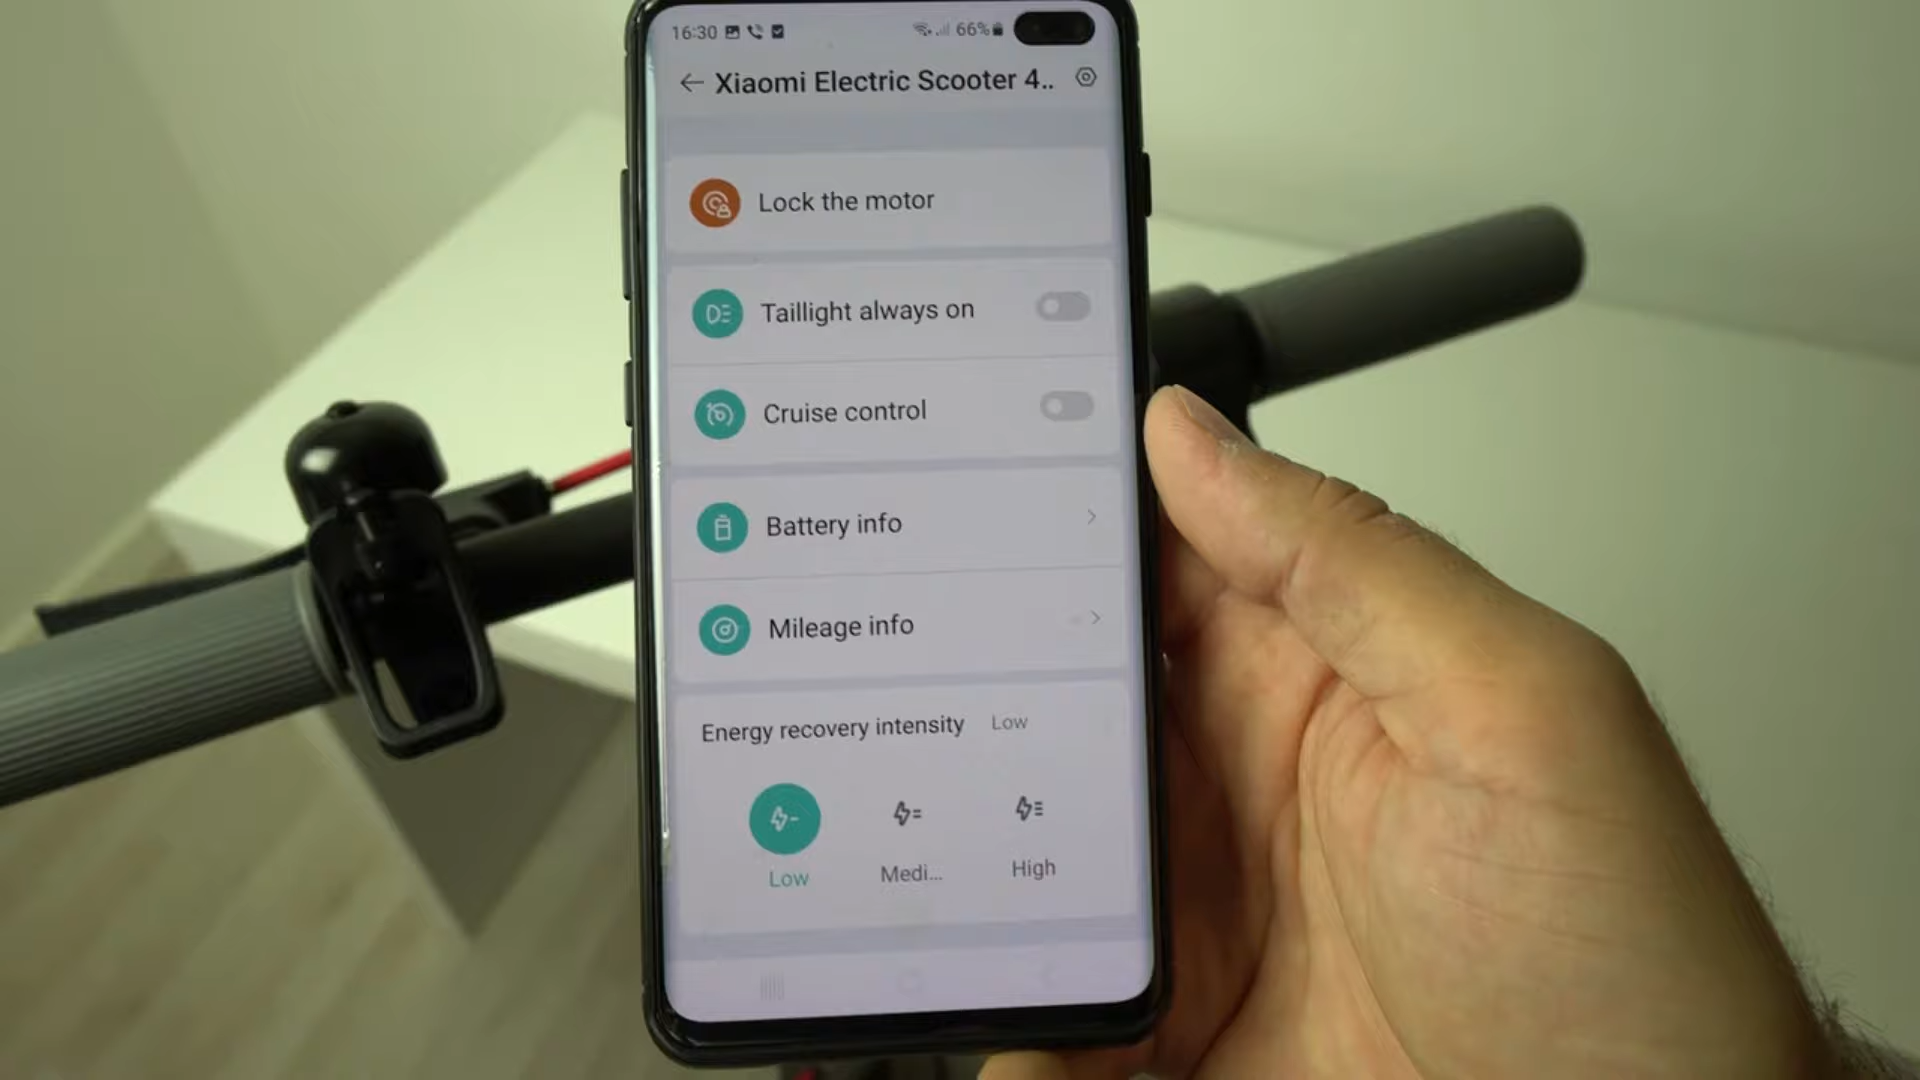 16:30 66%
Xiaomi Electric Scooter 4..
Lock the motor
Taillight always on
Cruise control
Battery info
Mileage info
Energy recovery intensity Low
Low Medi... High